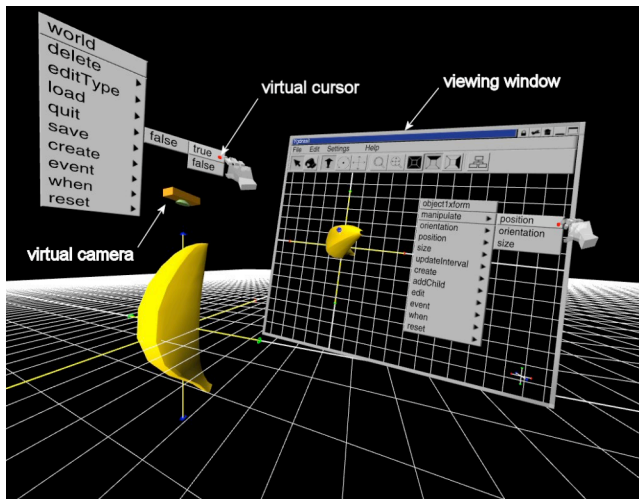 world
delete
editType
load
quit
save
create
event
when
reset
false
true
false
virtual cursor
viewing window
virtual camera
File Edit Settings Help
object1xform
manipulate
orientation
position
size
updateInterval
create
addChild
edit
event
when
reset
position
orientation
size